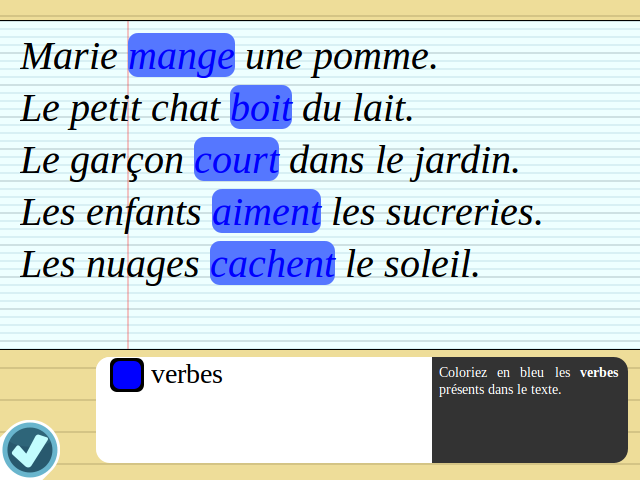 Marie mange une pomme.
Le petit chat boit du lait.
Le garçon court dans le jardin.
Les enfants aiment les sucreries.
Les nuages cachent le soleil.
verbes
Coloriez en bleu les verbes
présents dans le texte.